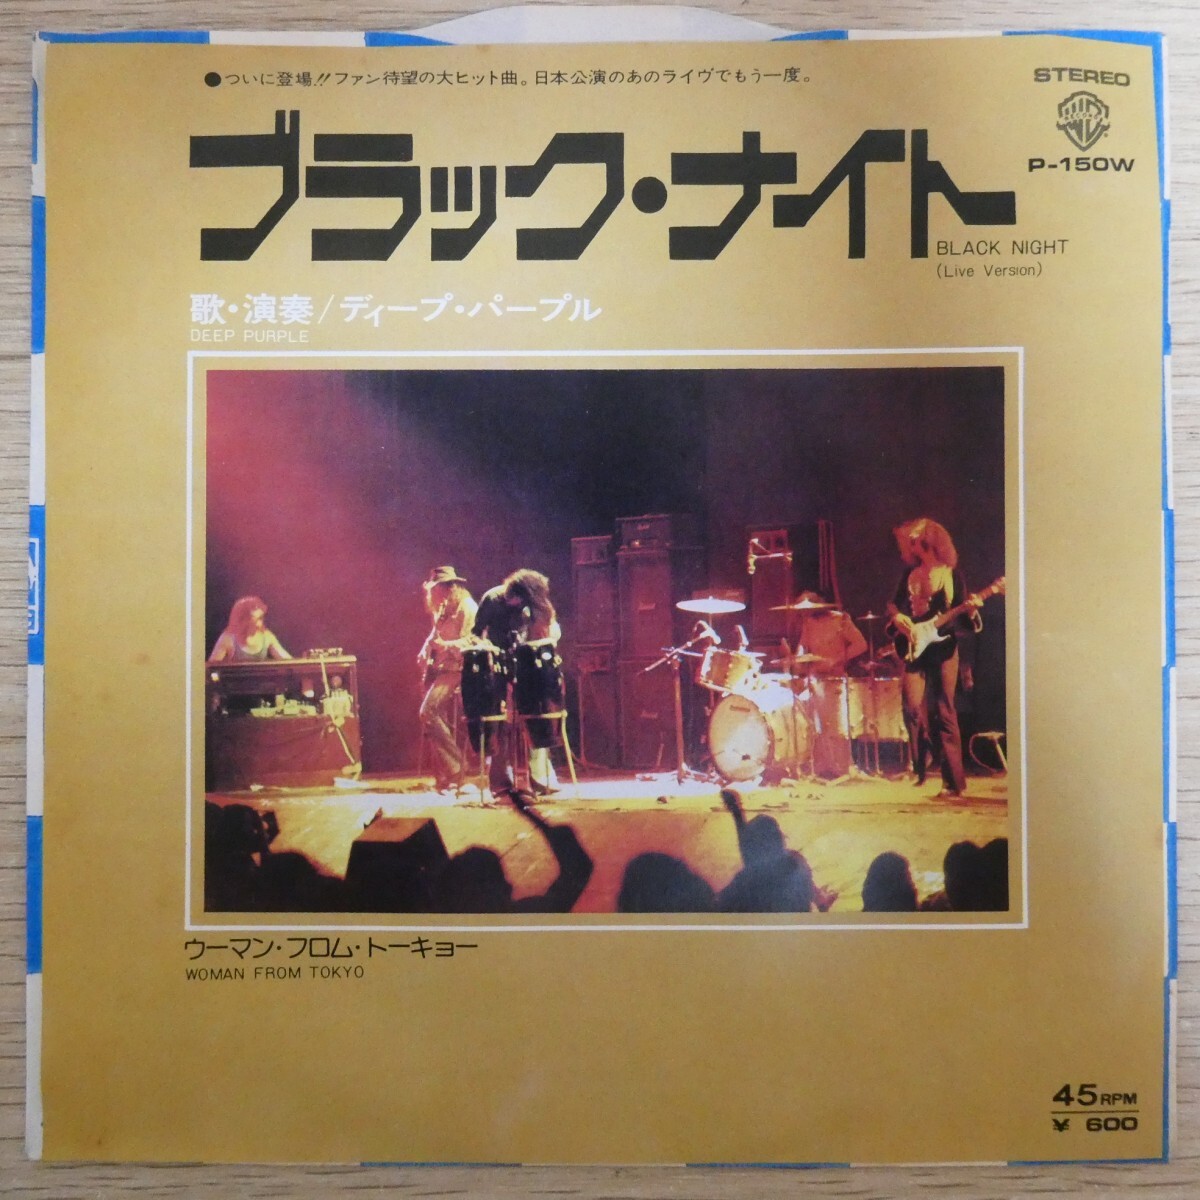 ●ついに登場!!ファン待望の大ヒット曲。日本公演のあのライヴでもう一度。
STEREO
P-150W
ブラック・ナイト
BLACK NIGHT
(Live Version)
歌・演奏/ディープ・パープル
DEEP PURPLE
ウーマン・フロム・トーキョー
WOMAN FROM TOKYO
45RPM
¥ 600